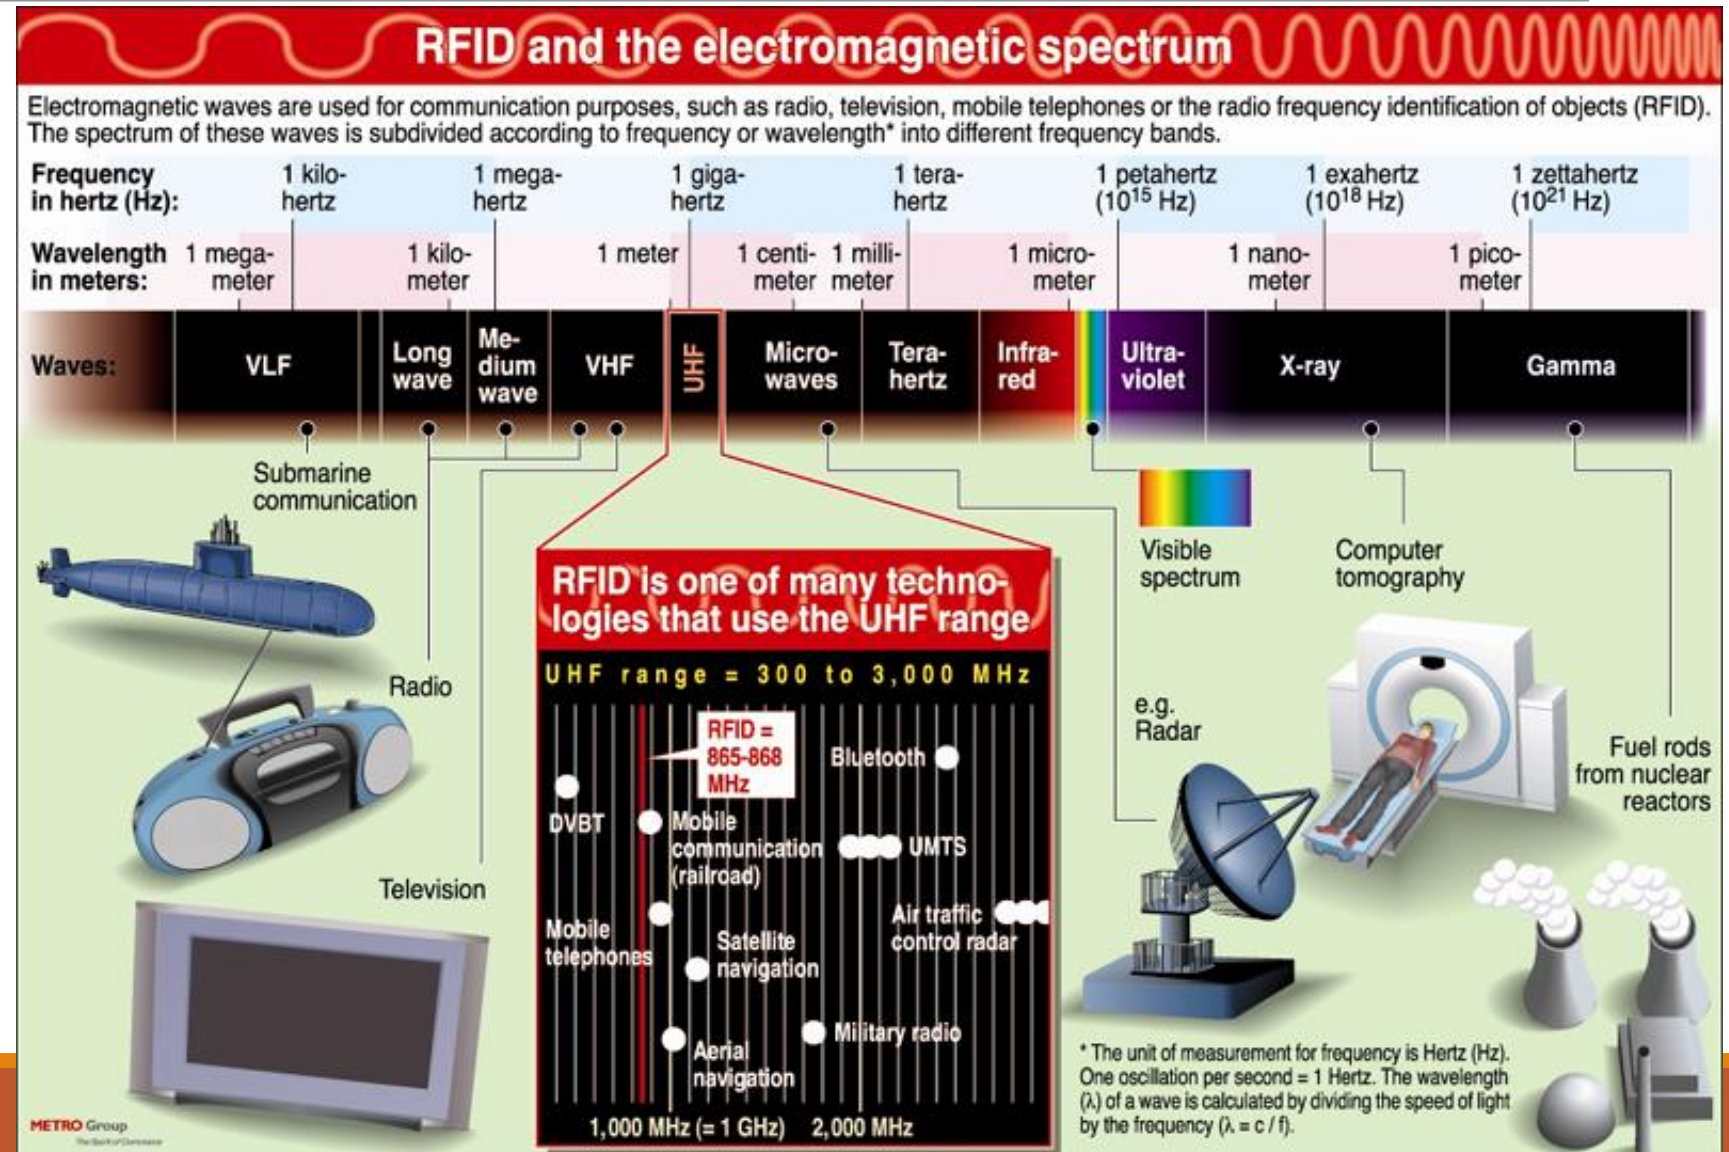 RFID and the electromagnetic spectrum
Electromagnetic waves are used for communication purposes, such as radio, television, mobile telephones or the radio frequency identification of objects (RFID).
The spectrum of these waves is subdivided according to frequency or wavelength* into different frequency bands.
Frequency
in hertz (Hz):
1 kilo-
hertz
1 mega-
hertz
1 giga-
hertz
1 tera-
hertz
1 petahertz
(10¹⁵ Hz)
1 exahertz
(10¹⁸ Hz)
1 zettahertz
(10²¹ Hz)
Wavelength
in meters:
1 mega-
meter
1 kilo-
meter
1 meter
1 centi-
meter
1 milli-
meter
1 micro-
meter
1 nano-
meter
1 pico-
meter
Waves:
VLF
Long
wave
Me-
dium
wave
VHF
UHF
Micro-
waves
Tera-
hertz
Infra-
red
Ultra-
violet
X-ray
Gamma
Submarine
communication
Radio
Television
RFID is one of many techno-
logies that use the UHF range
UHF range = 300 to 3,000 MHz
RFID =
865-868
MHz
Bluetooth
DVBT
Mobile
communication
(railroad)
UMTS
Mobile
telephones
Air traffic
control radar
Satellite
navigation
Military radio
Aerial
navigation
1,000 MHz (= 1 GHz)
2,000 MHz
Visible
spectrum
Computer
tomography
e.g.
Radar
Fuel rods
from nuclear
reactors
* The unit of measurement for frequency is Hertz (Hz).
One oscillation per second = 1 Hertz. The wavelength
(λ) of a wave is calculated by dividing the speed of light
by the frequency (λ = c / f).
METRO Group
The Spirit of Commerce